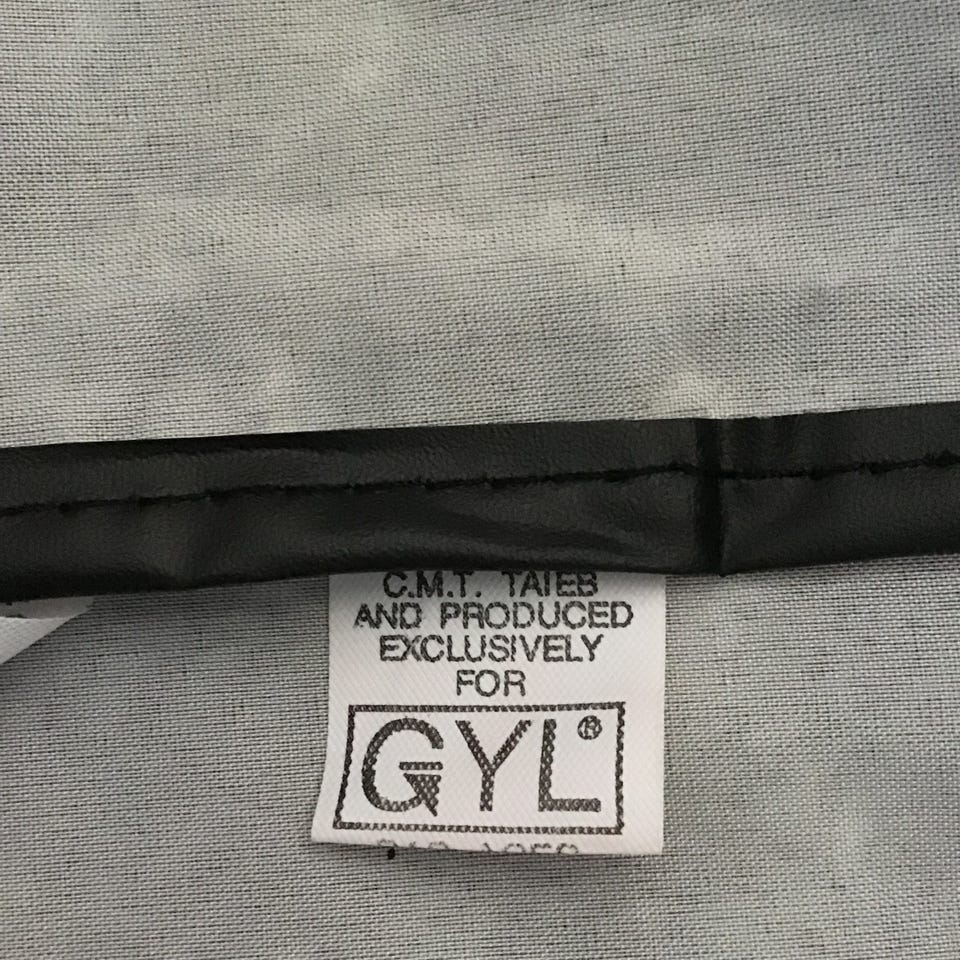 C.M.T. TAIEB
AND PRODUCED
EXCLUSIVELY
FOR
GYL®